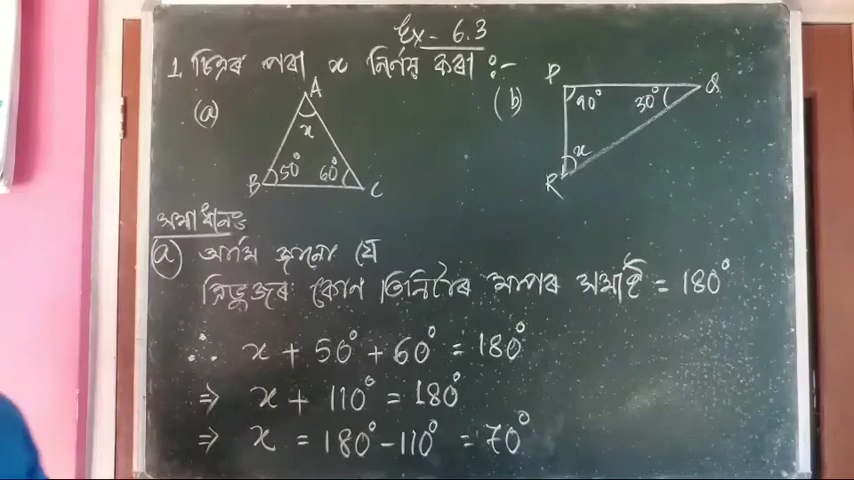 Ex - 6.3
1. চিত্ৰৰ পৰা x নিৰ্ণয় কৰা :-
(a) A x B 50° 60° C
(b) P 90° 30° Q x R
সমাধানঃ
(a) আমি জানো যে
ত্ৰিভুজৰ কোণ তিনিটাৰ মাপৰ সমষ্টি = 180°
∴ x + 50° + 60° = 180°
⇒ x + 110° = 180°
⇒ x = 180° - 110° = 70°